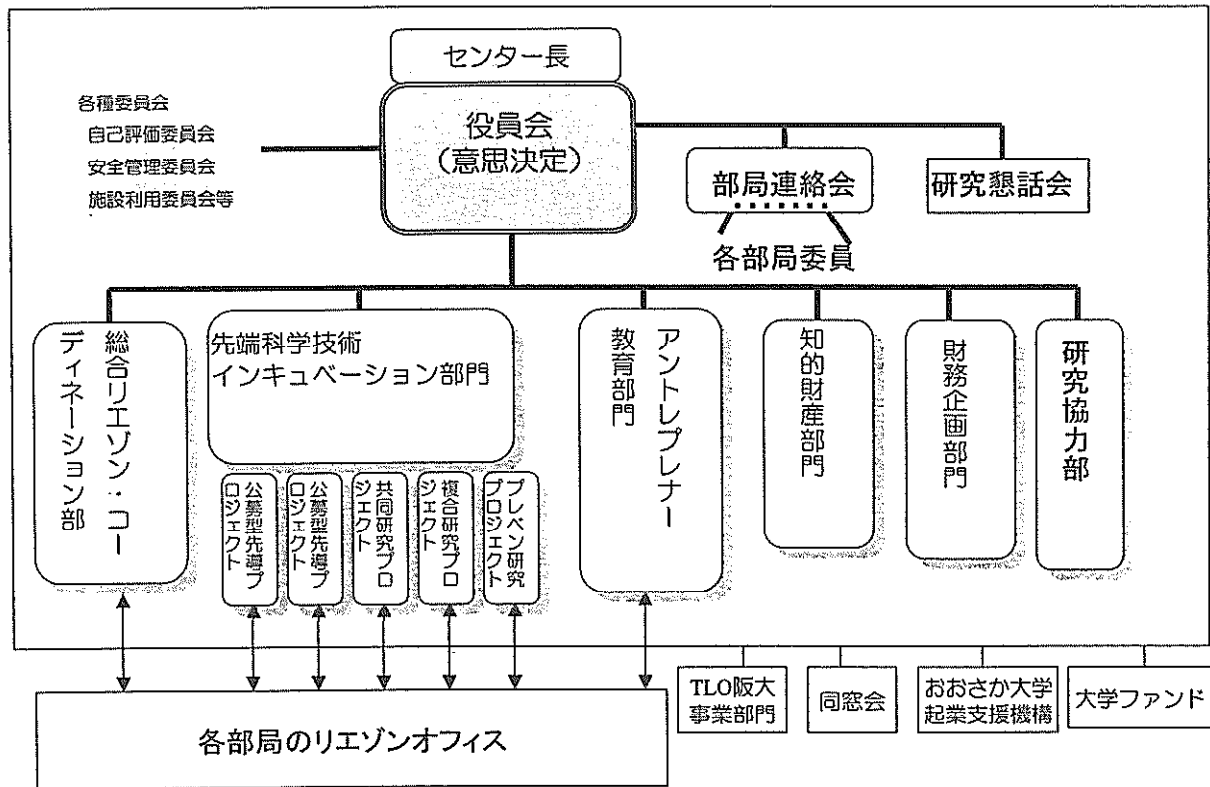 センター長
役員会
(意思決定)
各種委員会
自己評価委員会
安全管理委員会
施設利用委員会等
部局連絡会
研究懇話会
各部局委員
総合リエゾン・コー
ディネーション部
先端科学技術
インキュベーション部門
公募型先導プ
ロジェクト
公募型先導プ
ロジェクト
共同研究プロ
ジェクト
複合研究プロ
ジェクト
プレベン研究
プロジェクト
アントレプレナー
教育部門
知的財産部門
財務企画部門
研究協力部
TLO阪大
事業部門
同窓会
おおさか大学
起業支援機構
大学ファンド
各部局のリエゾンオフィス